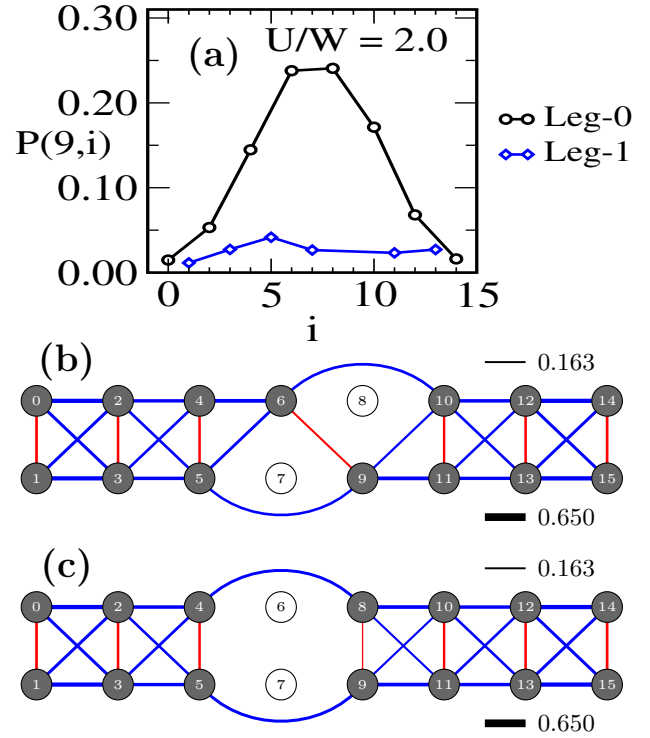 0.30
(a)
U/W = 2.0
0.20
P(9,i)
0.10
0.00
0 5 10 15
i
Leg-0
Leg-1
(b)
0.163
0 2 4 6 8 10 12 14
1 3 5 7 9 11 13 15
0.650
(c)
0.163
0 2 4 6 8 10 12 14
1 3 5 7 9 11 13 15
0.650